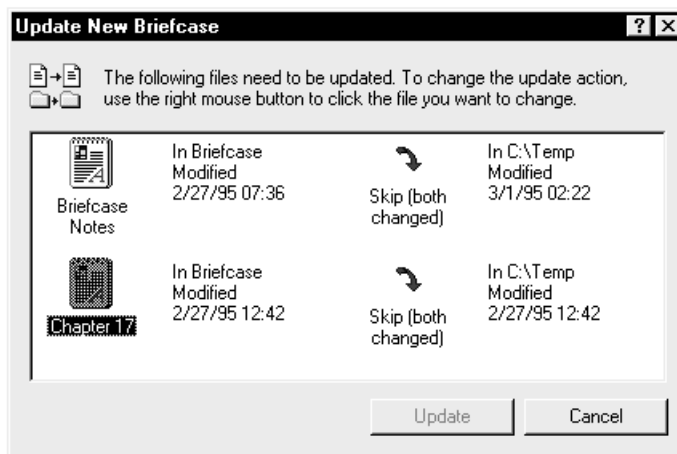 Update New Briefcase
The following files need to be updated. To change the update action,
use the right mouse button to click the file you want to change.
Briefcase
Notes
In Briefcase
Modified
2/27/95 07:36
Skip (both
changed)
In C:\Temp
Modified
3/1/95 02:22
Chapter 17
In Briefcase
Modified
2/27/95 12:42
Skip (both
changed)
In C:\Temp
Modified
2/27/95 12:42
Update
Cancel